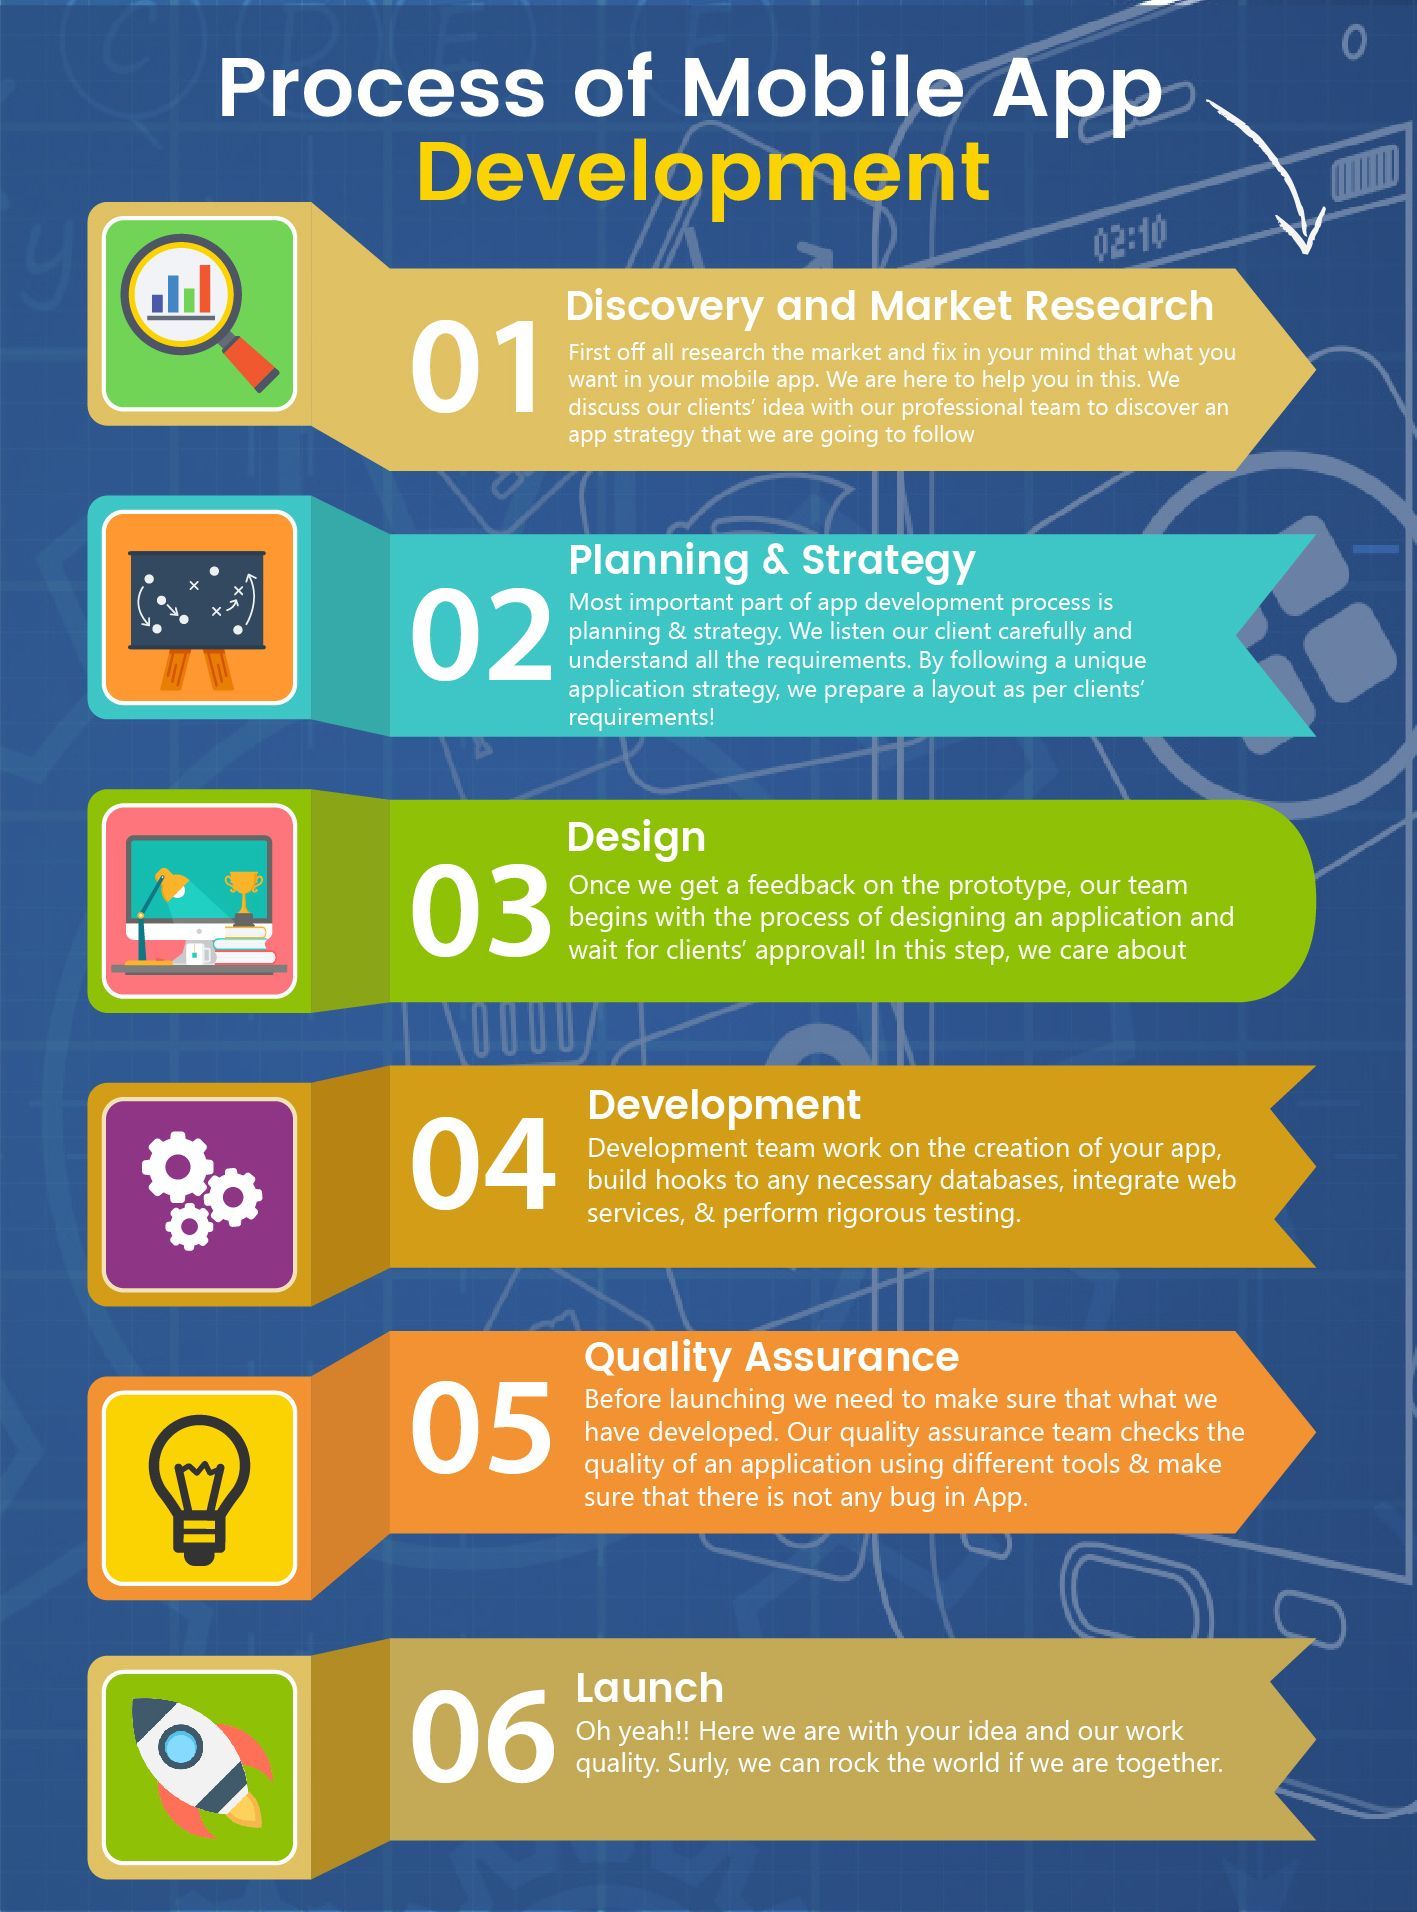 Process of Mobile App
Development
02:10
01
Discovery and Market Research
First off all research the market and fix in your mind that what you
want in your mobile app. We are here to help you in this. We
discuss our clients’ idea with our professional team to discover an
app strategy that we are going to follow
02
Planning & Strategy
Most important part of app development process is
planning & strategy. We listen our client carefully and
understand all the requirements. By following a unique
application strategy, we prepare a layout as per clients’
requirements!
03
Design
Once we get a feedback on the prototype, our team
begins with the process of designing an application and
wait for clients’ approval! In this step, we care about
04
Development
Development team work on the creation of your app,
build hooks to any necessary databases, integrate web
services, & perform rigorous testing.
05
Quality Assurance
Before launching we need to make sure that what we
have developed. Our quality assurance team checks the
quality of an application using different tools & make
sure that there is not any bug in App.
06
Launch
Oh yeah!! Here we are with your idea and our work
quality. Surly, we can rock the world if we are together.